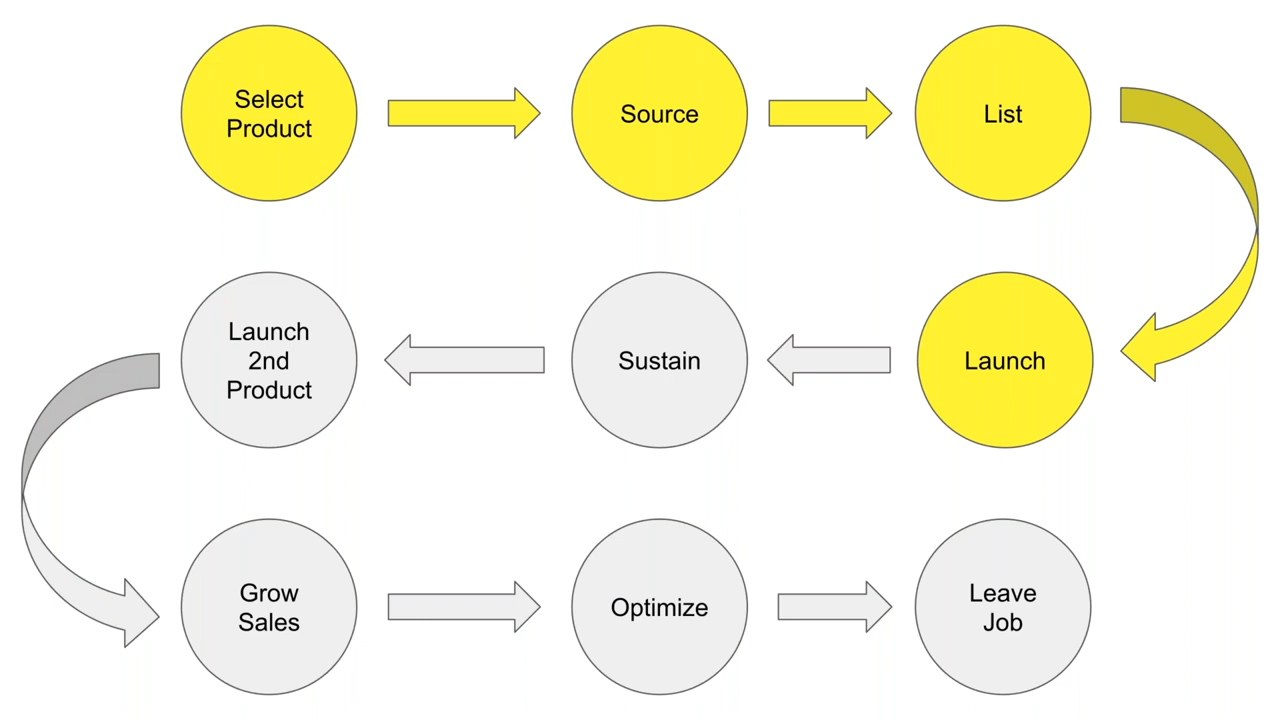 Select
Product
Source
List
Launch
Sustain
Launch
2nd
Product
Grow
Sales
Optimize
Leave
Job